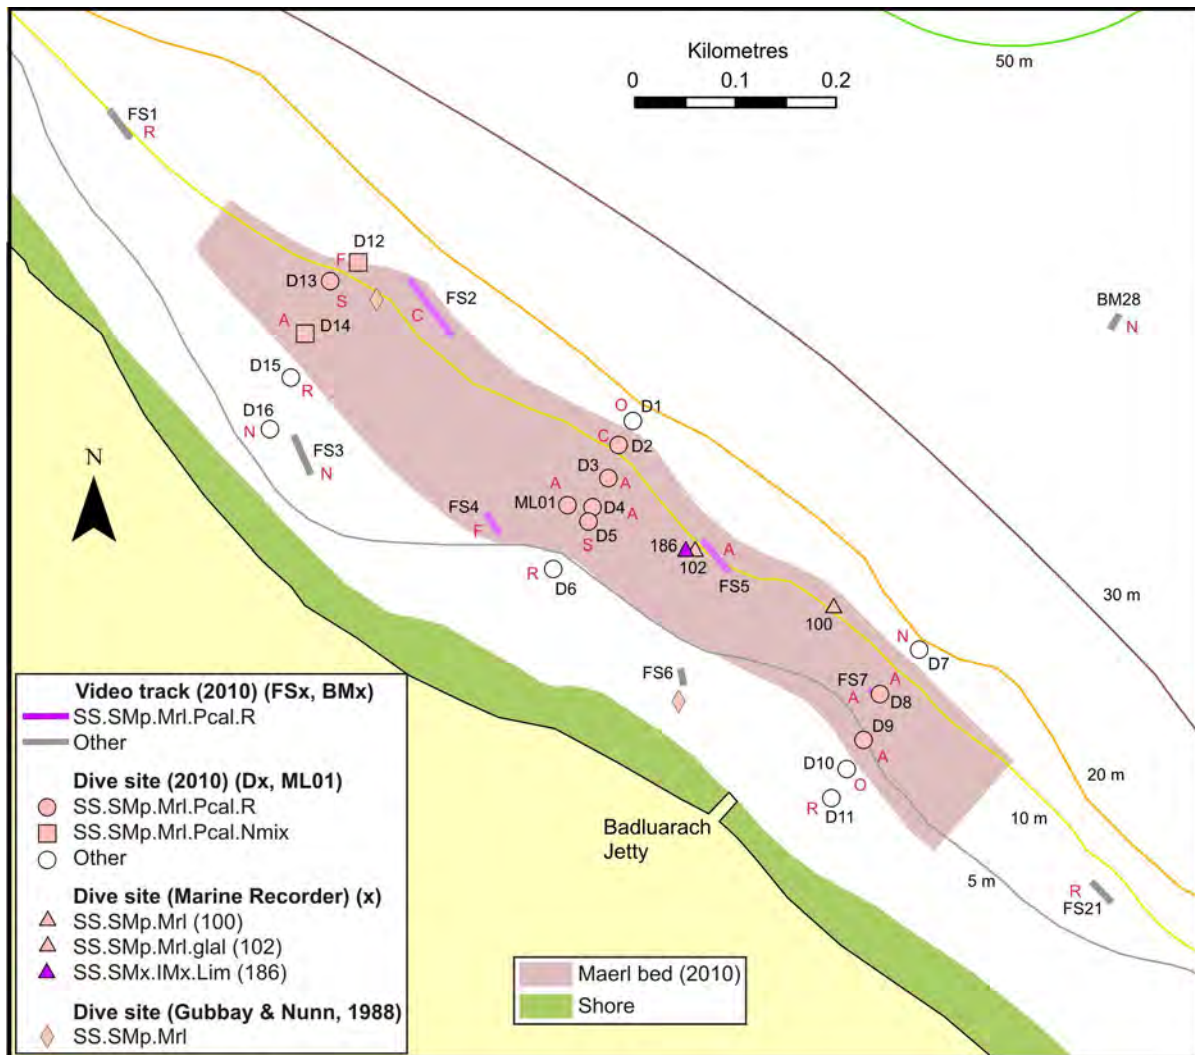 Kilometres
0 0.1 0.2
50 m
FS1
R
D12
F
D13
S
FS2
C
BM28
N
A
D14
D15
R
D16
N
FS3
N
O
D1
C
D2
D3
A
A
ML01
D4
A
D5
S
FS4
F
N
186
102
A
FS5
R
D6
30 m
100
N
D7
FS6
FS7
A
A
D8
D9
A
D10
O
R
D11
20 m
10 m
5 m
R
FS21
Badluarach
Jetty
Video track (2010) (FSx, BMx)
SS.SMp.Mrl.Pcal.R
Other
Dive site (2010) (Dx, ML01)
SS.SMp.Mrl.Pcal.R
SS.SMp.Mrl.Pcal.Nmix
Other
Dive site (Marine Recorder) (x)
SS.SMp.Mrl (100)
SS.SMp.Mrl.glal (102)
SS.SMx.IMx.Lim (186)
Dive site (Gubbay & Nunn, 1988)
SS.SMp.Mrl
Maerl bed (2010)
Shore